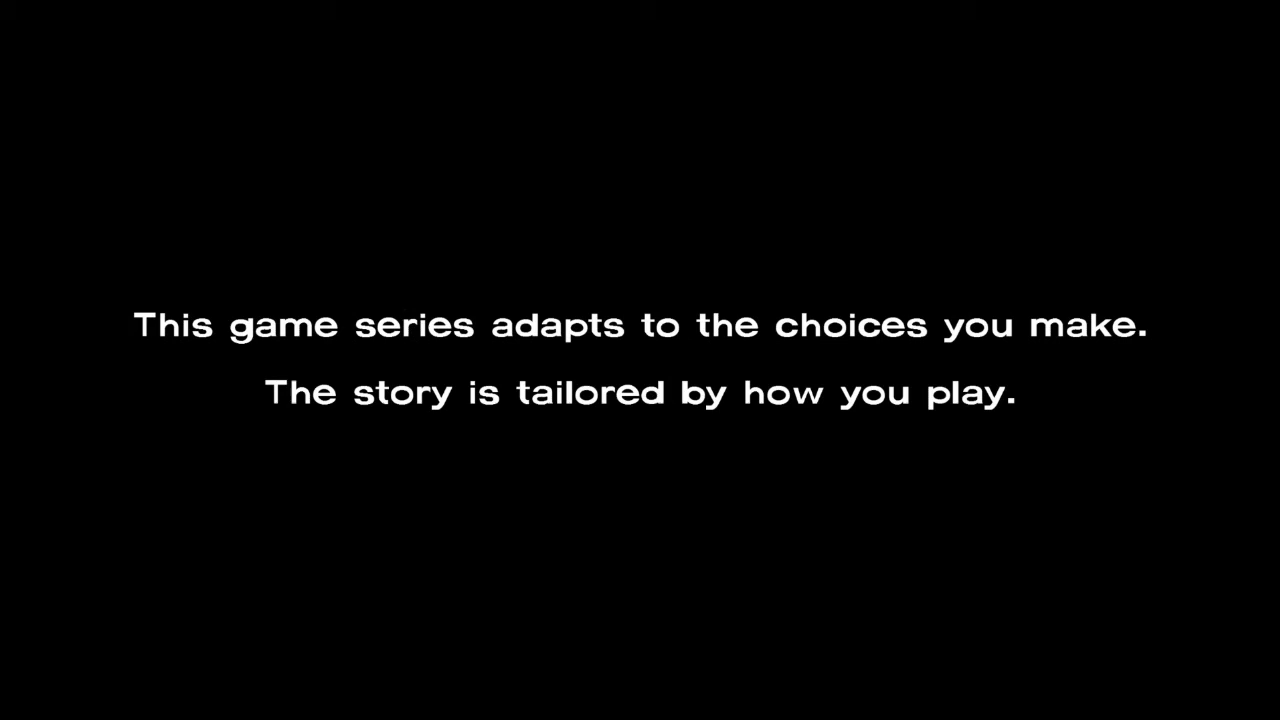 This game series adapts to the choices you make.
The story is tailored by how you play.